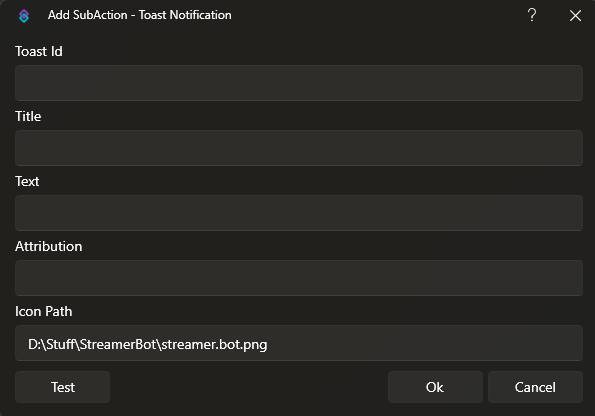 Add SubAction - Toast Notification
?
Toast Id
Title
Text
Attribution
Icon Path
D:\Stuff\StreamerBot\streamer.bot.png
Test
Ok
Cancel